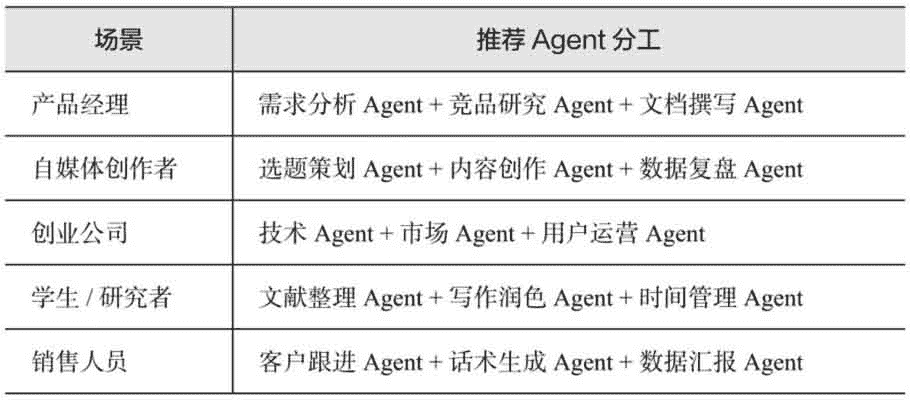 场景 推荐 Agent 分工
产品经理 需求分析 Agent + 竞品研究 Agent + 文档撰写 Agent
自媒体创作者 选题策划 Agent + 内容创作 Agent + 数据复盘 Agent
创业公司 技术 Agent + 市场 Agent + 用户运营 Agent
学生 / 研究者 文献整理 Agent + 写作润色 Agent + 时间管理 Agent
销售人员 客户跟进 Agent + 话术生成 Agent + 数据汇报 Agent